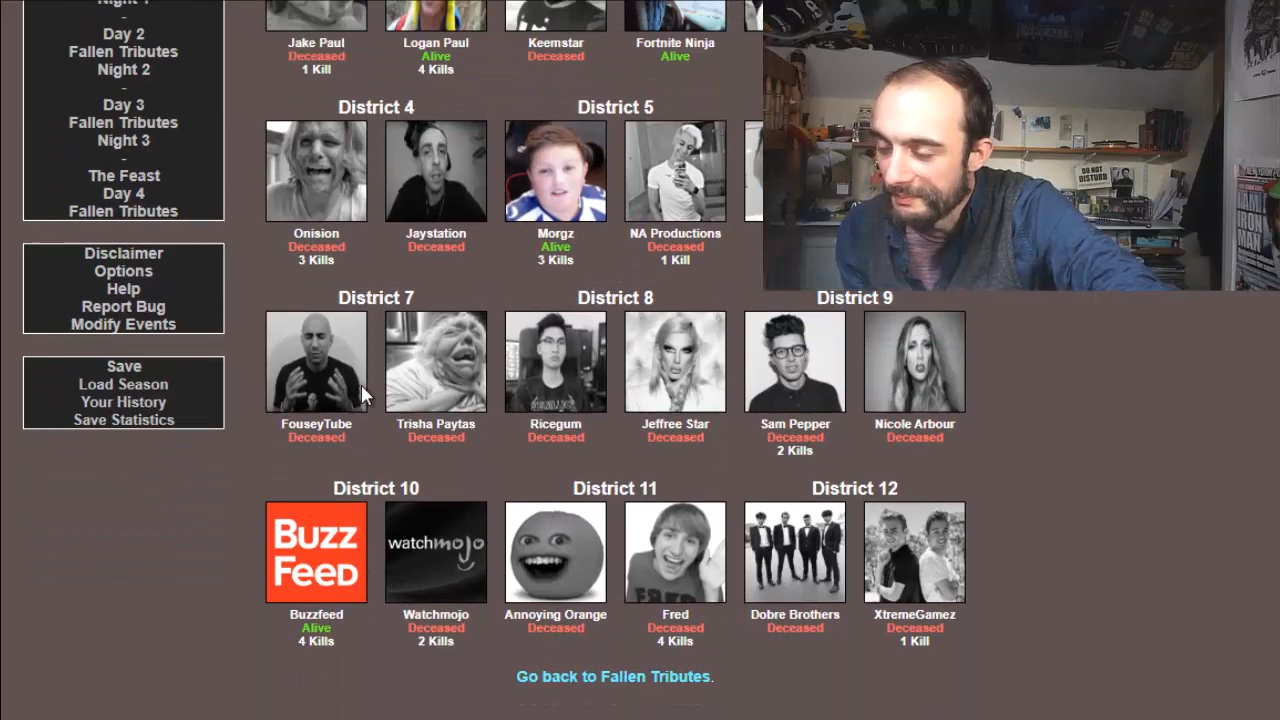 Night 1
-
Day 2
Fallen Tributes
Night 2
-
Day 3
Fallen Tributes
Night 3
-
The Feast
Day 4
Fallen Tributes
Disclaimer
Options
Help
Report Bug
Modify Events
Save
Load Season
Your History
Save Statistics
Jake Paul Logan Paul Keemstar Fortnite Ninja
Deceased Alive Deceased Alive
1 Kill 4 Kills
DO NOT
DISTURB
I AM
IRON
MAN
District 4 District 5
Onision Jaystation Morgz NA Productions
Deceased Deceased Alive Deceased
3 Kills 3 Kills 1 Kill
District 7 District 8 District 9
FouseyTube Trisha Paytas Ricegum Jeffree Star Sam Pepper Nicole Arbour
Deceased Deceased Deceased Deceased Deceased Deceased
2 Kills
District 10 District 11 District 12
BUZZ
FEED
watchmojo
FRED
Buzzfeed Watchmojo Annoying Orange Fred Dobre Brothers XtremeGamez
Alive Deceased Deceased Deceased Deceased Deceased
4 Kills 2 Kills 4 Kills 1 Kill
Go back to Fallen Tributes.